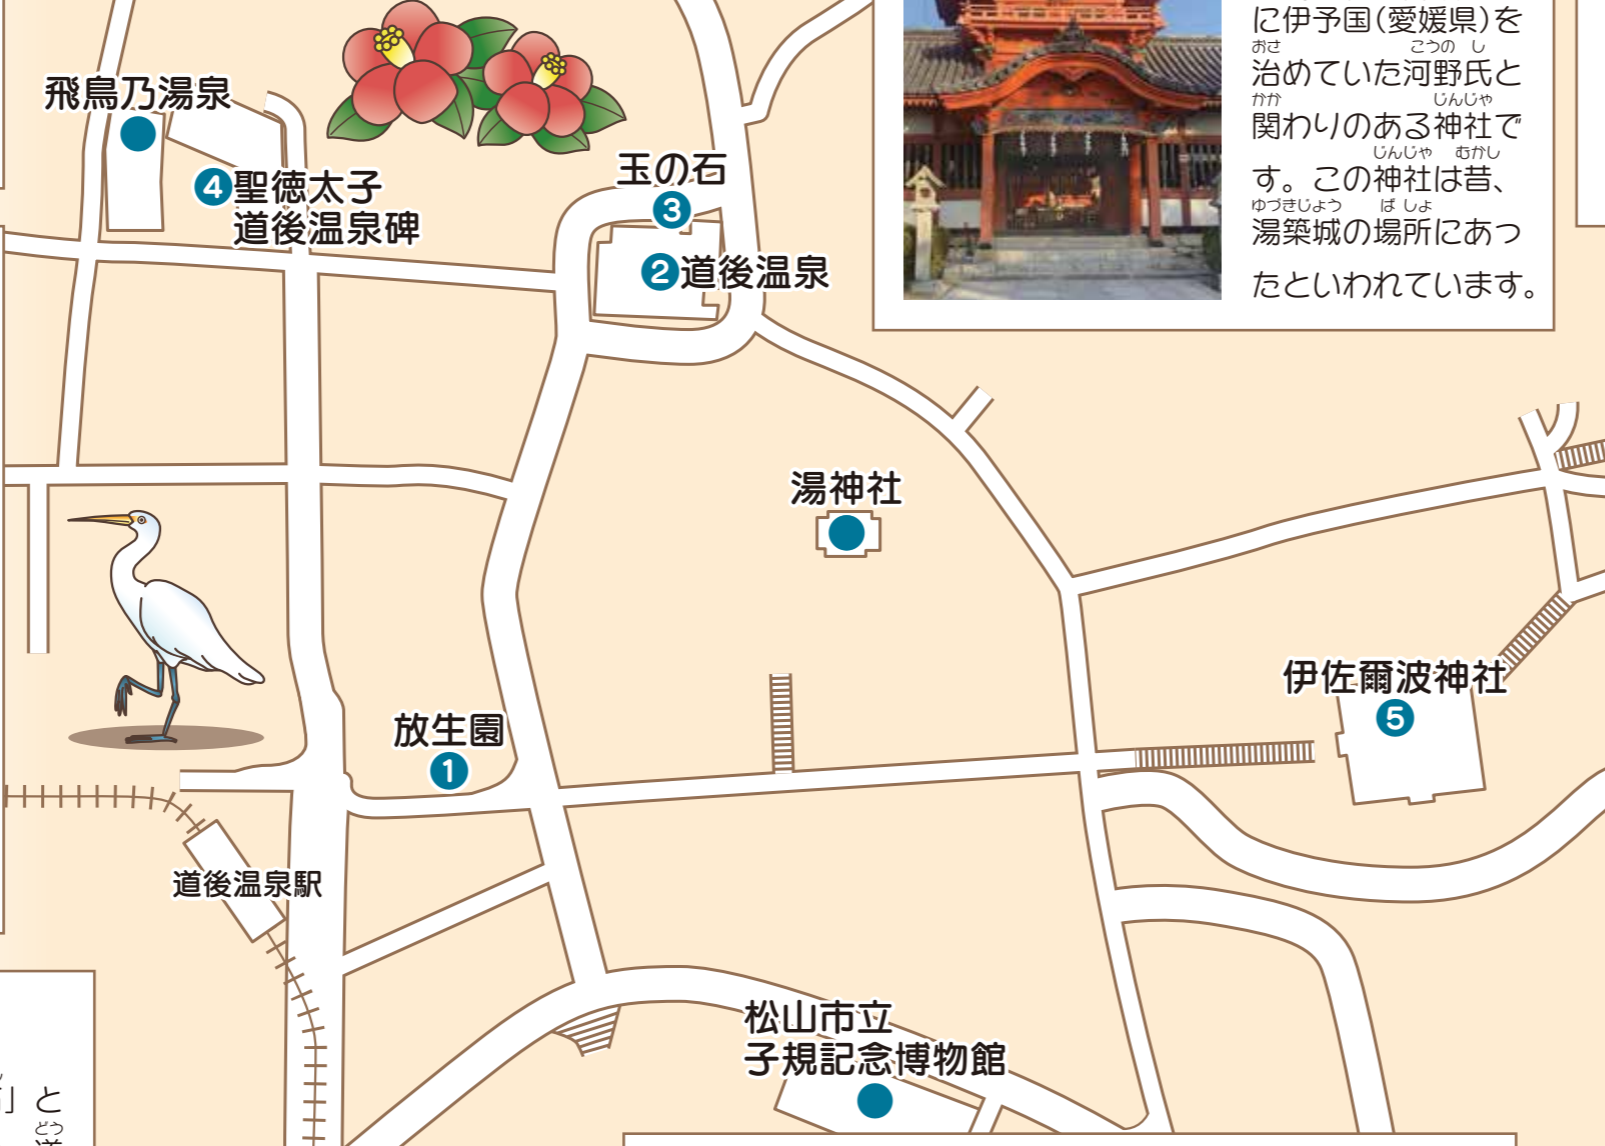 飛鳥乃湯泉
4 聖徳太子
道後温泉碑
玉の石
3
2 道後温泉
に伊予国(愛媛県)を
おさ こうの し
治めていた河野氏と
かか じんじゃ
関わりのある神社で
じんじゃ むかし
す。この神社は昔、
ゆづきじょう ば しょ
湯築城の場所にあっ
たといわれています。
湯神社
伊佐爾波神社
5
放生園
1
道後温泉駅
松山市立
子規記念博物館
」と
どう